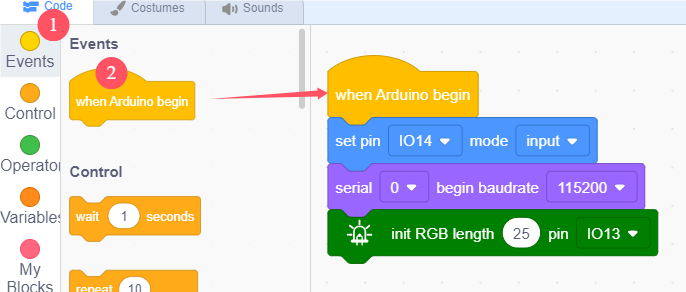 Code
Costumes
Sounds
1
Events
Control
Operator
Variables
My
Blocks
Events
2
when Arduino begin
Control
wait 1 seconds
repeat 10
when Arduino begin
set pin IO14 mode input
serial 0 begin baudrate 115200
init RGB length 25 pin IO13